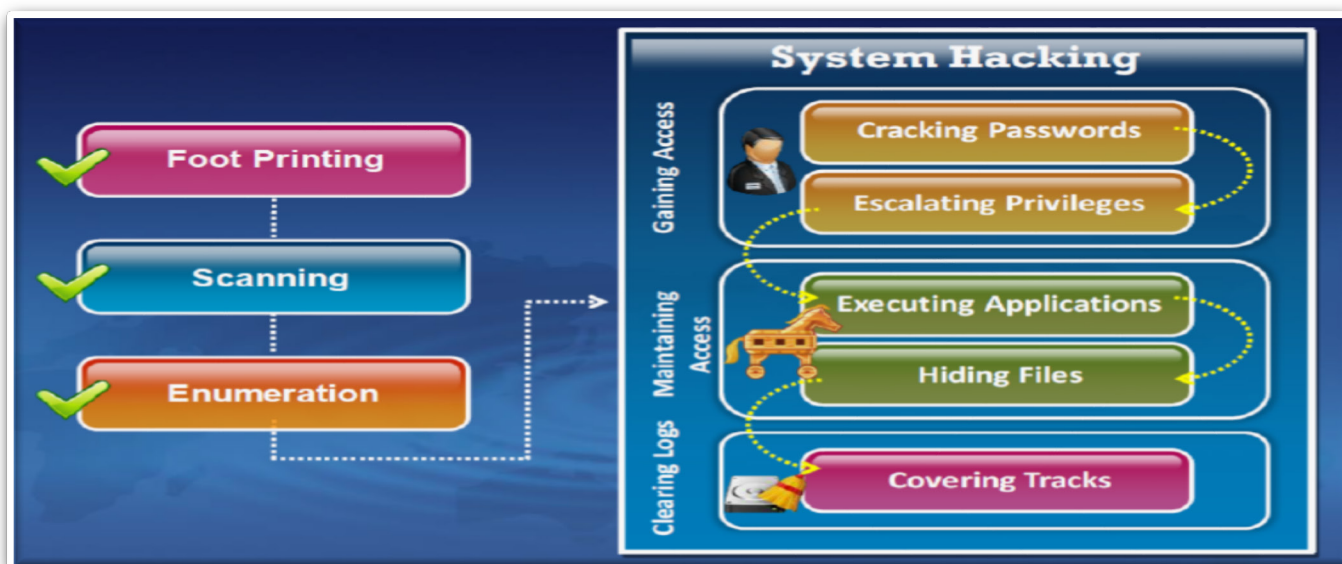 System Hacking
Foot Printing
Scanning
Enumeration
Gaining Access
Cracking Passwords
Escalating Privileges
Maintaining
Access
Executing Applications
Hiding Files
Clearing Logs
Covering Tracks